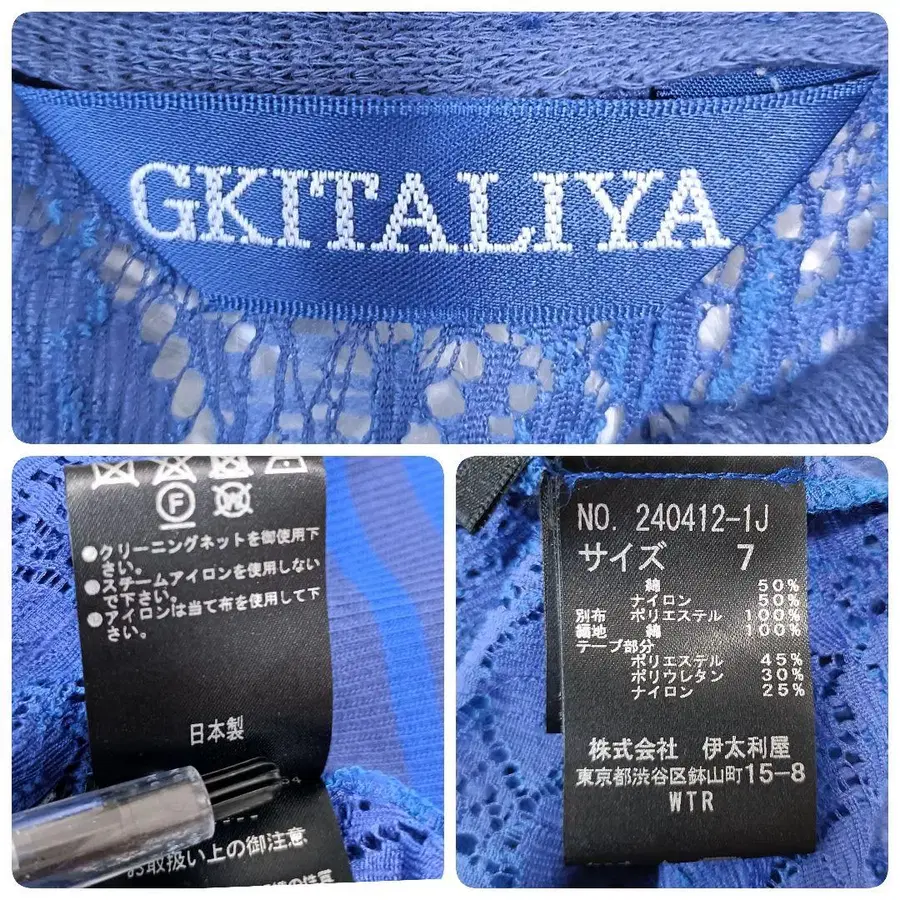 GKITALIYA
F W
●クリーニングネットを御使用下
さい。
●スチームアイロンを使用しない
で下さい。
●アイロンは当て布を使用して下
さい。
日本製
お取扱い上の御注意
NO. 240412-1J
サイズ 7
綿 50%
ナイロン 50%
別布 ポリエステル 100%
編地 綿 100%
テープ部分
ポリエステル 45%
ポリウレタン 30%
ナイロン 25%
株式会社 伊太利屋
東京都渋谷区鉢山町15-8
WTR